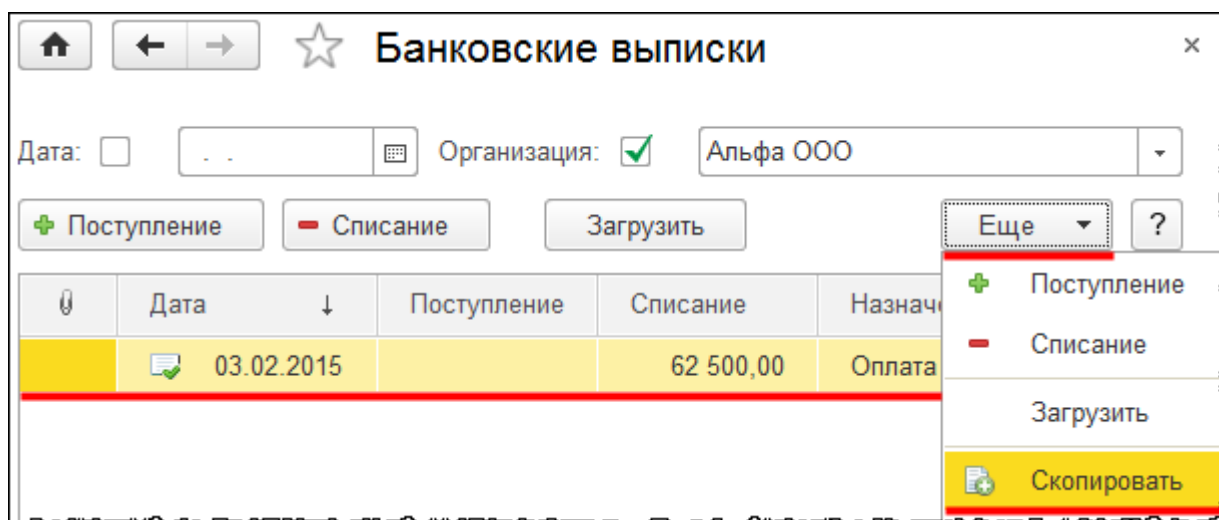 Банковские выписки
Дата: . . Организация: Альфа ООО
Поступление Списание Загрузить Еще ?
Дата ↓ Поступление Списание
03.02.2015 62 500,00 Оплата
Поступление
Списание
Загрузить
Скопировать